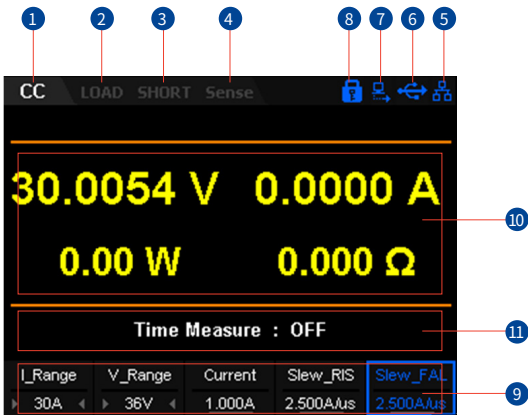 1 2 3 4 8 7 6 5
CC LOAD SHORT Sense
30.0054 V 0.0000 A
10
0.00 W 0.000 Ω
Time Measure : OFF
11
I_Range V_Range Current Slew_RIS Slew_FAL
30A 36V 1.000A 2.500A/us 2.500A/us
9